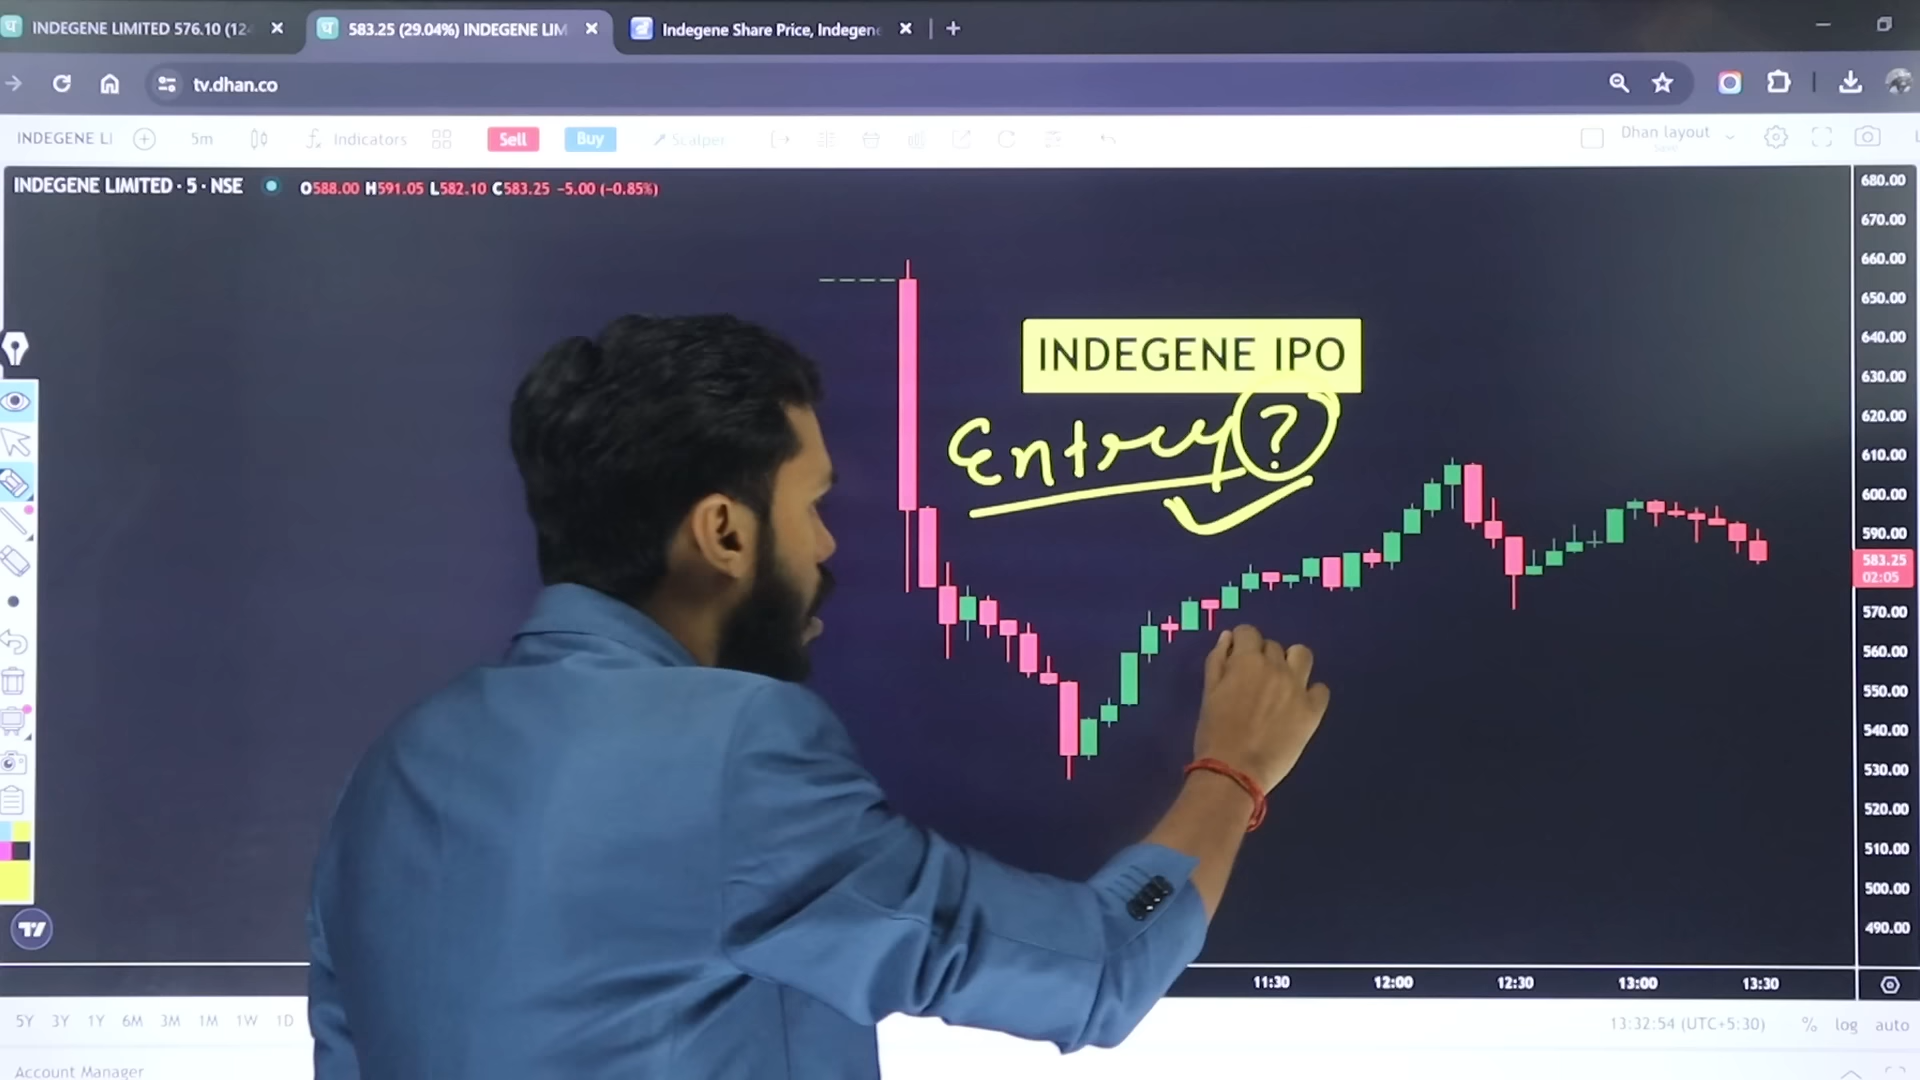 INDEGENE LIMITED 576.10 (12
583.25 (29.04%) INDEGENE LIM
Indegene Share Price, Indegene
tv.dhan.co
INDEGENE LI
5m
Indicators
Sell
Buy
Scalper
Dhan layout
Save
INDEGENE LIMITED · 5 · NSE
O588.00 H591.05 L582.10 C583.25 −5.00 (−0.85%)
INDEGENE IPO
Entry ?
680.00
670.00
660.00
650.00
640.00
630.00
620.00
610.00
600.00
590.00
583.25
02:05
570.00
560.00
550.00
540.00
530.00
520.00
510.00
500.00
490.00
11:30
12:00
12:30
13:00
13:30
5Y 3Y 1Y 6M 3M 1M 1W 1D
13:32:54 (UTC+5:30) % log auto
Account Manager